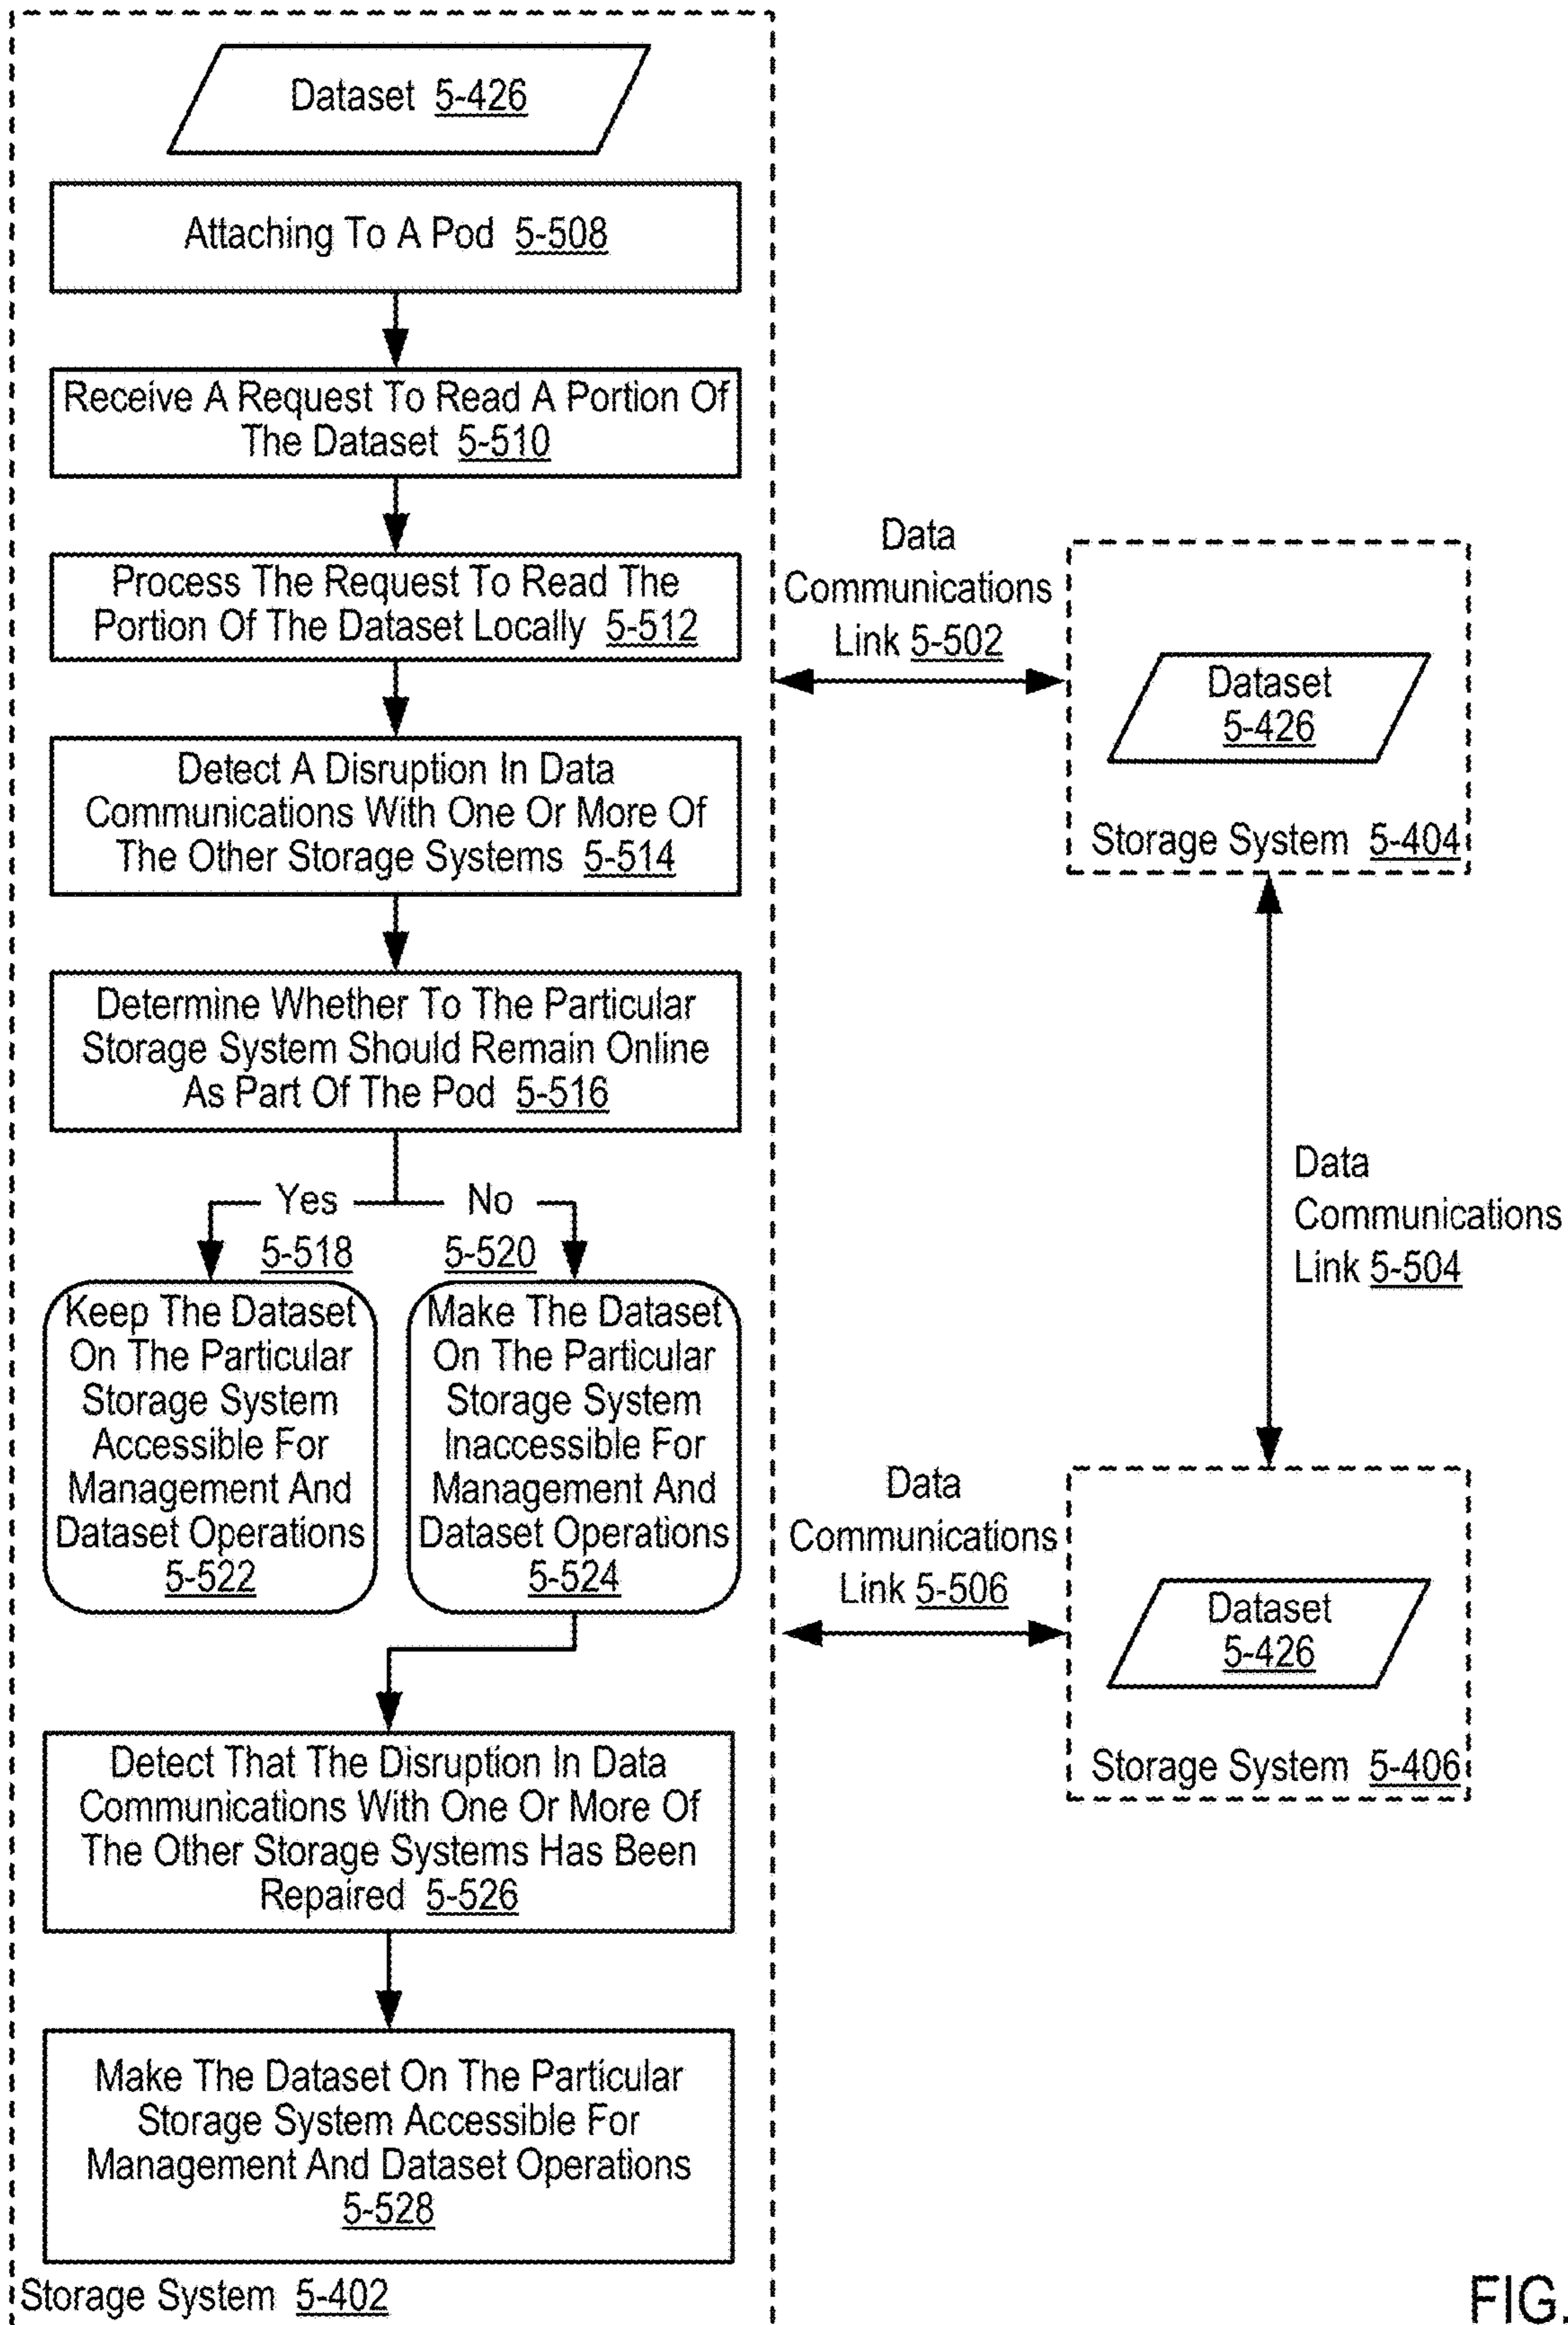 Dataset 5-426
Attaching To A Pod 5-508
Receive A Request To Read A Portion Of
The Dataset 5-510
Process The Request To Read The
Portion Of The Dataset Locally 5-512
Detect A Disruption In Data
Communications With One Or More Of
The Other Storage Systems 5-514
Determine Whether To The Particular
Storage System Should Remain Online
As Part Of The Pod 5-516
Yes
5-518
No
5-520
Keep The Dataset
On The Particular
Storage System
Accessible For
Management And
Dataset Operations
5-522
Make The Dataset
On The Particular
Storage System
Inaccessible For
Management And
Dataset Operations
5-524
Detect That The Disruption In Data
Communications With One Or More Of
The Other Storage Systems Has Been
Repaired 5-526
Make The Dataset On The Particular
Storage System Accessible For
Management And Dataset Operations
5-528
Storage System 5-402
Data
Communications
Link 5-502
Dataset
5-426
Storage System 5-404
Data
Communications
Link 5-504
Data
Communications
Link 5-506
Dataset
5-426
Storage System 5-406
FIG.